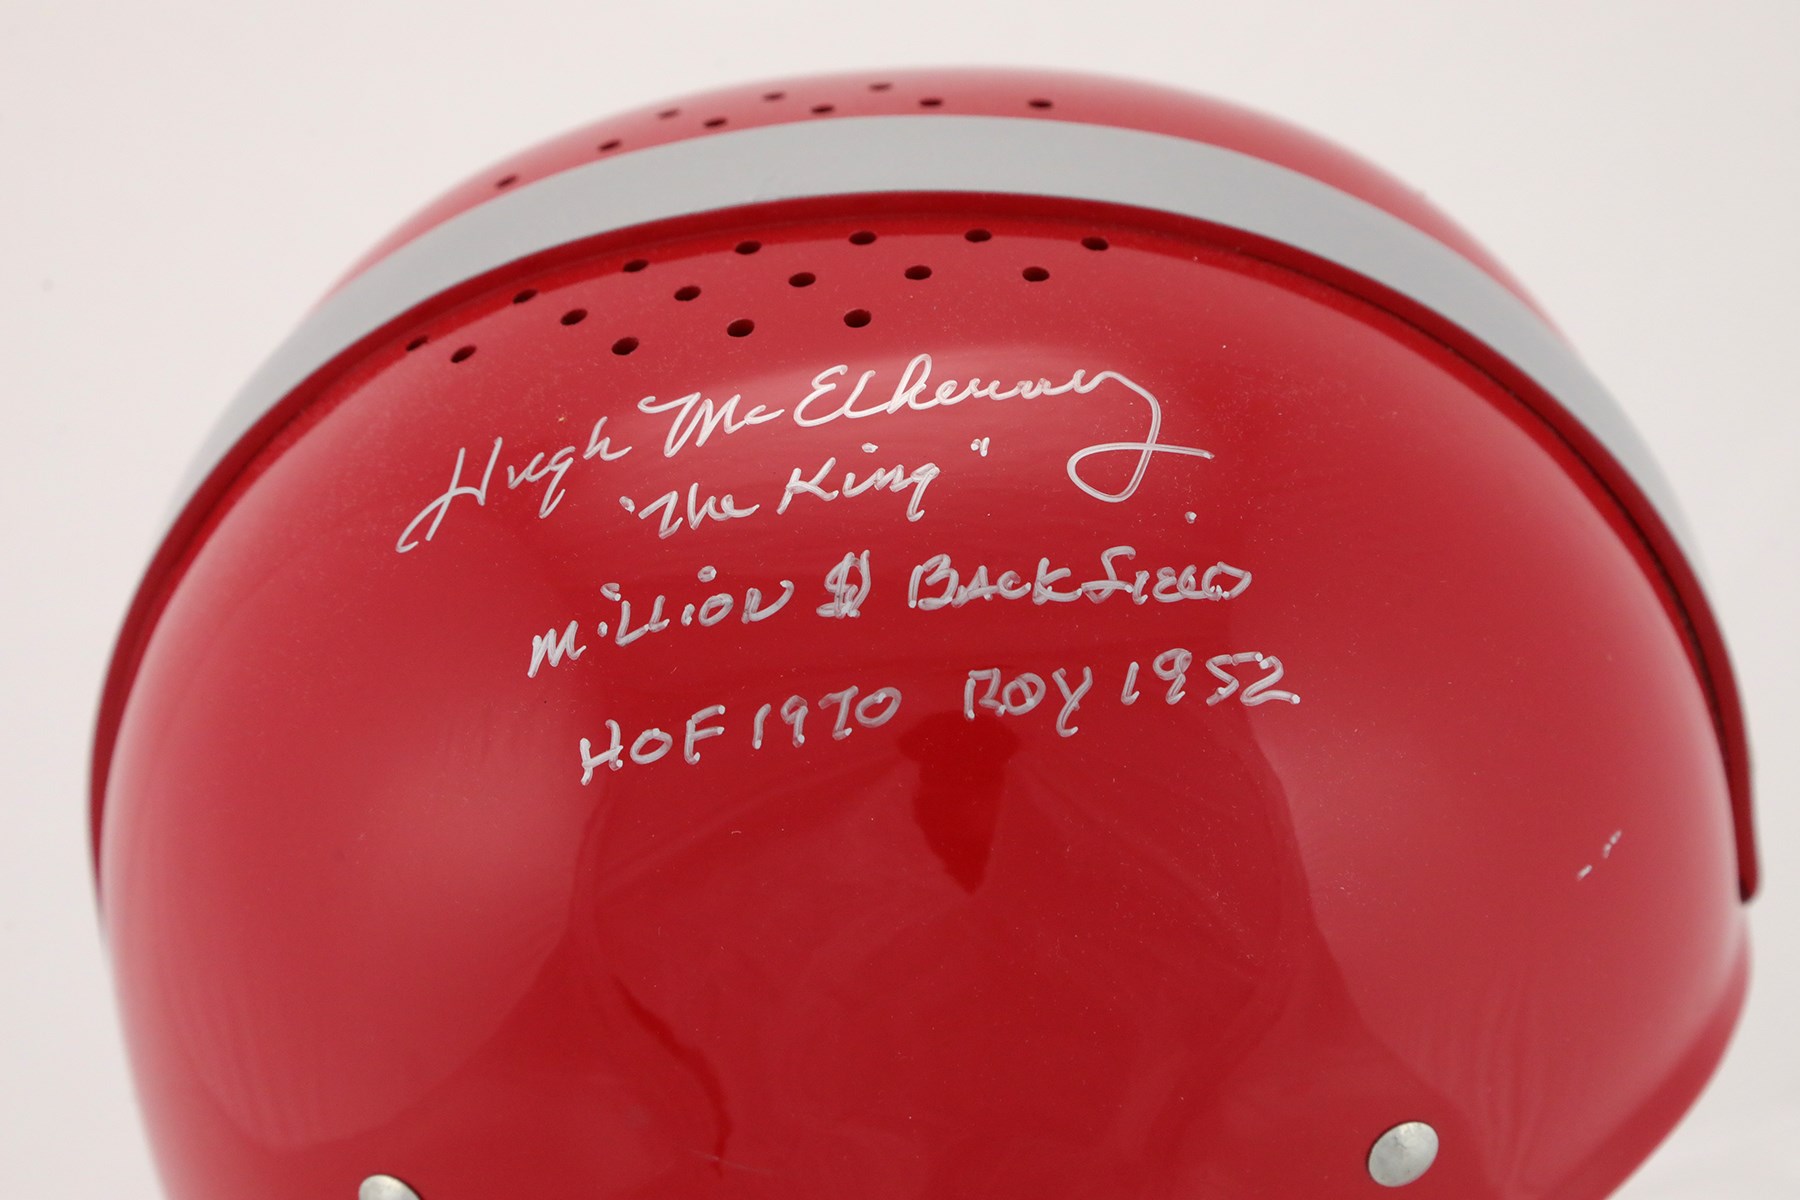 Hugh McElhenny
"The King"
Million $ Backfield
HOF 1970 ROY 1952